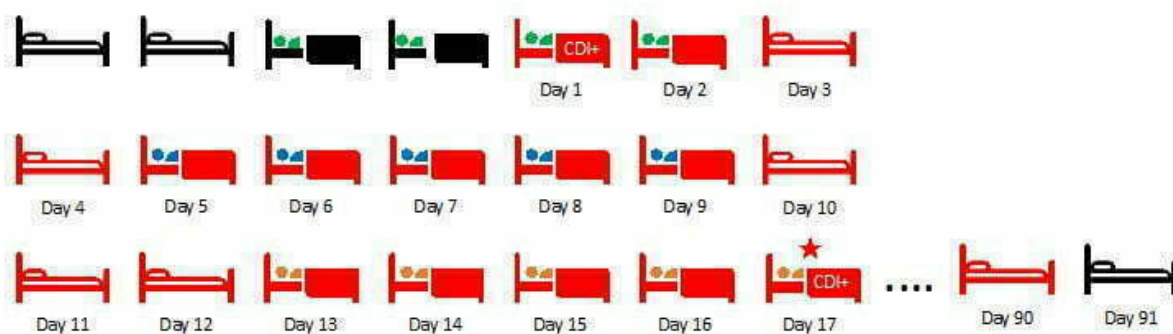 CDI+
Day 1 Day 2 Day 3
Day 4 Day 5 Day 6 Day 7 Day 8 Day 9 Day 10
CDI+ ....
Day 11 Day 12 Day 13 Day 14 Day 15 Day 16 Day 17 Day 90 Day 91